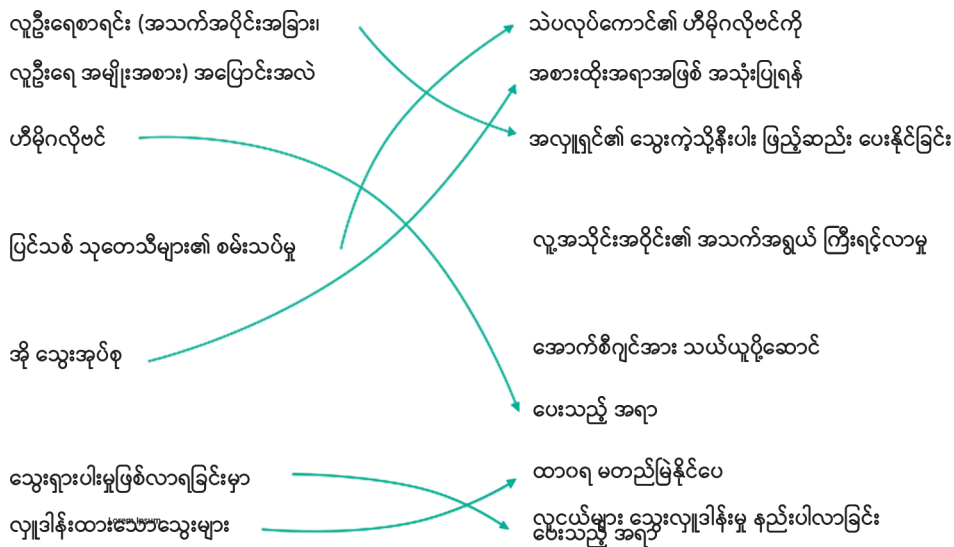 လူဦးရေစာရင်း (အသက်အပိုင်းအခြား၊
လူဦးရေ အမျိုးအစား) အပြောင်းအလဲ
ဟီမိုဂလိုဗင်
ပြင်သစ် သုတေသီများ၏ စမ်းသပ်မှု
အို သွေးအုပ်စု
သွေးရှားပါးမှုဖြစ်လာရခြင်းမှာ
လှူဒါန်းထားသောသွေးများ
Lorem Ipsum
သဲပလုပ်ကောင်၏ ဟီမိုဂလိုဗင်ကို
အစားထိုးအရာအဖြစ် အသုံးပြုရန်
အလှူရှင်၏ သွေးကဲ့သို့နီးပါး ဖြည့်ဆည်း ပေးနိုင်ခြင်း
လူ့အသိုင်းအဝိုင်း၏ အသက်အရွယ် ကြီးရင့်လာမှု
အောက်စီဂျင်အား သယ်ယူပို့ဆောင်
ပေးသည့် အရာ
ထာဝရ မတည်မြဲနိုင်ပေ
လူငယ်များ သွေးလှူဒါန်းမှု နည်းပါလာခြင်း
ပေးသည့် အရာ